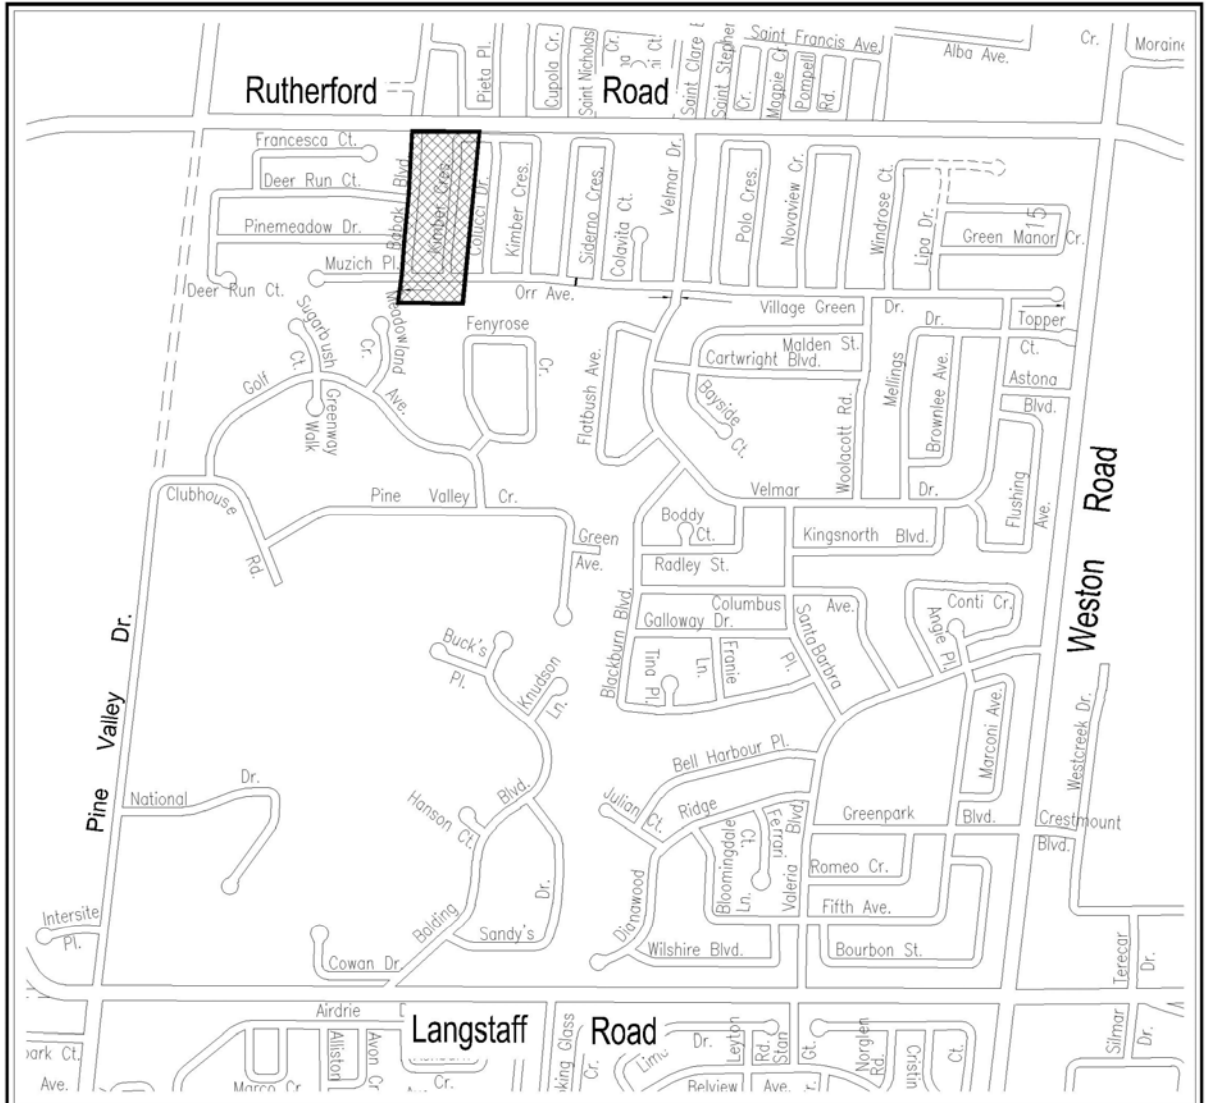 Saint Francis Ave.
Alba Ave.
Cr.
Pieta Pl.
Cupola Cr.
Saint Nicholas
Cr.
Ct.
Saint Clare
Saint Stephen
Cr.
Magpie Cr.
Pompell
Rd.
Rutherford
Road
Francesca Ct.
Deer Run Ct.
Pinemeadow Dr.
Muzich Pl.
Deer Run Ct.
Babak Blvd.
Kimber Cres.
Colucci Dr.
Kimber Cres.
Siderno Cres.
Colavita Ct.
Velmar Dr.
Polo Cres.
Novaview Cr.
Windrose Ct.
Lipa Dr.
15
Green Manor Cr.
Orr Ave.
Village Green Dr.
Topper
Ct.
Sugarbush
Ct.
Meadowland
Cr.
Fenyrose
Cr.
Golf
Ave.
Greenway
Walk
Flatbush Ave.
Malden St.
Cartwright Blvd.
Bayside
Ct.
Woolacott Rd.
Mellings
Dr.
Brownlee Ave.
Astona
Blvd.
Flushing
Ave.
Weston Road
Clubhouse
Rd.
Pine Valley Cr.
Green
Ave.
Velmar Dr.
Boddy
Ct.
Radley St.
Kingsnorth Blvd.
Columbus Ave.
Galloway Dr.
Blackburn Blvd.
Tina
Pl.
Franie
Ln.
Santa Barbra
Pl.
Conti Cr.
Angie Pl.
Marconi Ave.
Westcreek Dr.
Pine Valley Dr.
Buck's
Pl.
Knudson
Ln.
National Dr.
Hanson Ct.
Blvd.
Balding
Sandy's
Dr.
Cowan Dr.
Intersite
Pl.
Bell Harbour Pl.
Julian
Ct.
Ridge
Dianawood
Bloomingdale
Ln.
Ct.
Ferrari
Valeria Blvd.
Greenpark Blvd.
Crestmount
Blvd.
Romeo Cr.
Fifth Ave.
Wilshire Blvd.
Bourbon St.
Terecar
Dr.
Silmar
Dr.
Airdrie
Langstaff
Road
Alliston
Avon Cr.
Marco Cr.
Cr.
Cr.
Dr.
Leyton
Rd.
Stan
Gt.
Norglen
Rd.
Ct.
Belview Ave.
Ave.